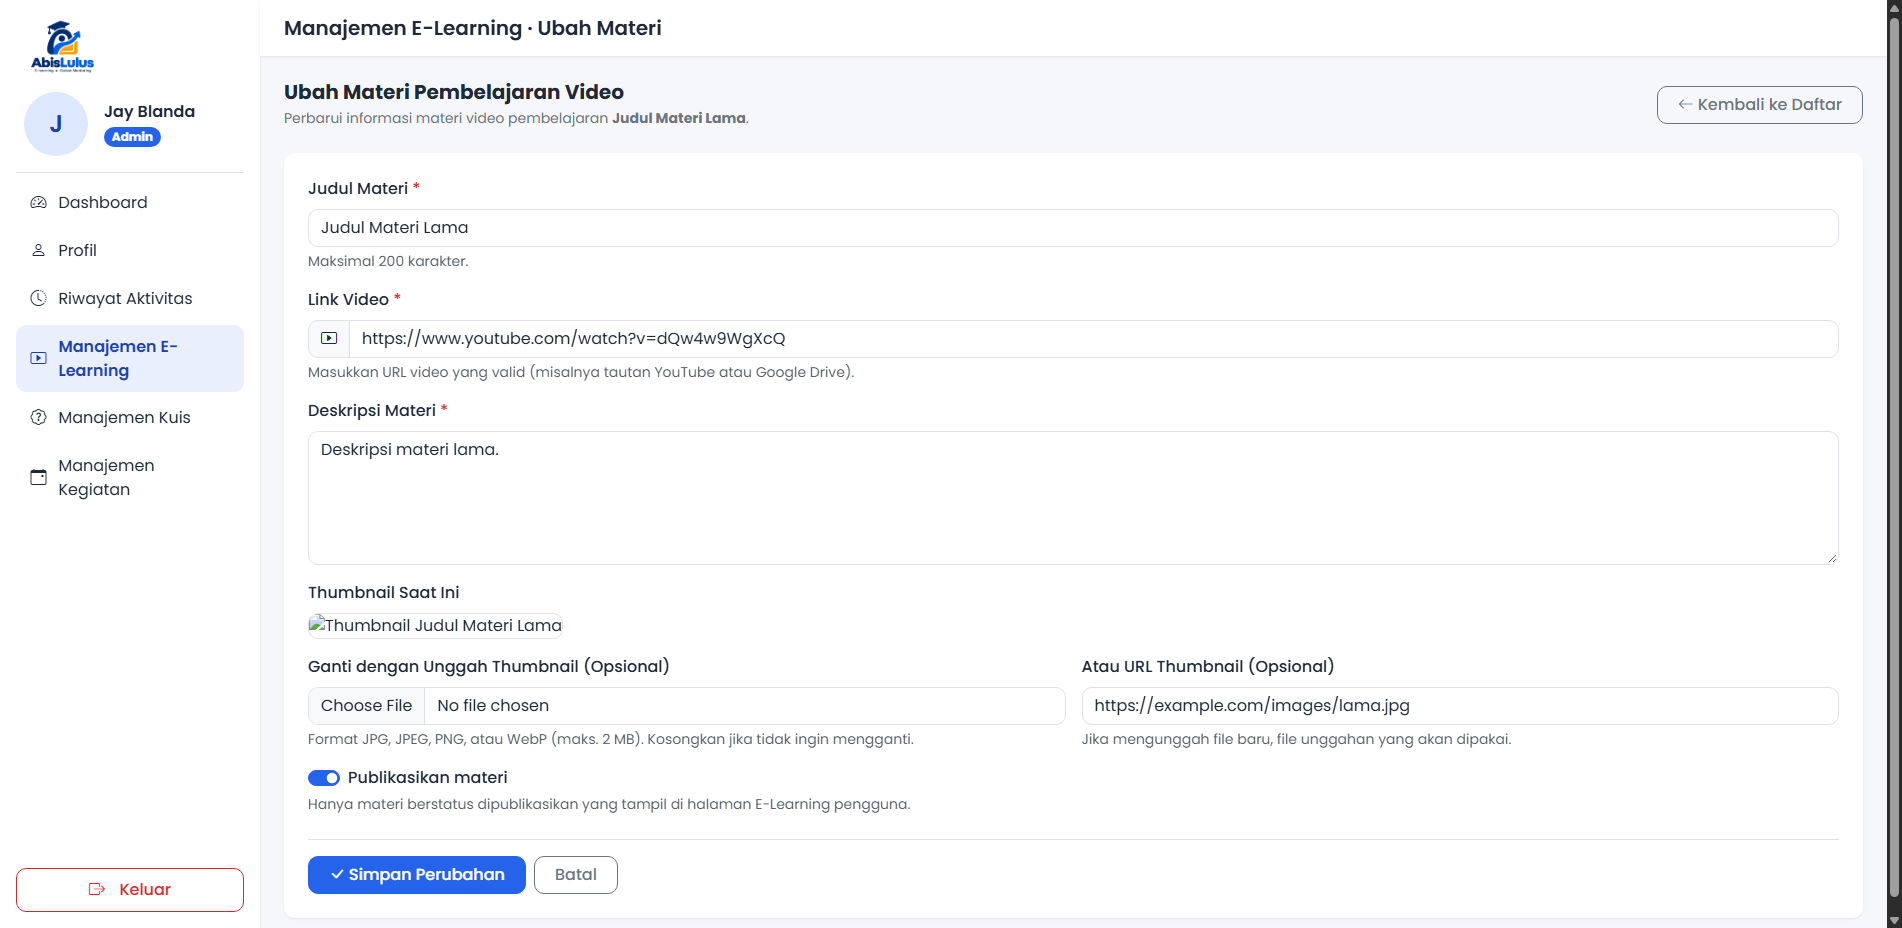 AbisLulus
J
Jay Blanda
Admin
Dashboard
Profil
Riwayat Aktivitas
Manajemen E-
Learning
Manajemen Kuis
Manajemen
Kegiatan
Keluar
Manajemen E-Learning · Ubah Materi
Ubah Materi Pembelajaran Video
Perbarui informasi materi video pembelajaran Judul Materi Lama.
← Kembali ke Daftar
Judul Materi *
Judul Materi Lama
Maksimal 200 karakter.
Link Video *
https://www.youtube.com/watch?v=dQw4w9WgXcQ
Masukkan URL video yang valid (misalnya tautan YouTube atau Google Drive).
Deskripsi Materi *
Deskripsi materi lama.
Thumbnail Saat Ini
Thumbnail Judul Materi Lama
Ganti dengan Unggah Thumbnail (Opsional)
Choose File No file chosen
Format JPG, JPEG, PNG, atau WebP (maks. 2 MB). Kosongkan jika tidak ingin mengganti.
Atau URL Thumbnail (Opsional)
https://example.com/images/lama.jpg
Jika mengunggah file baru, file unggahan yang akan dipakai.
Publikasikan materi
Hanya materi berstatus dipublikasikan yang tampil di halaman E-Learning pengguna.
Simpan Perubahan
Batal